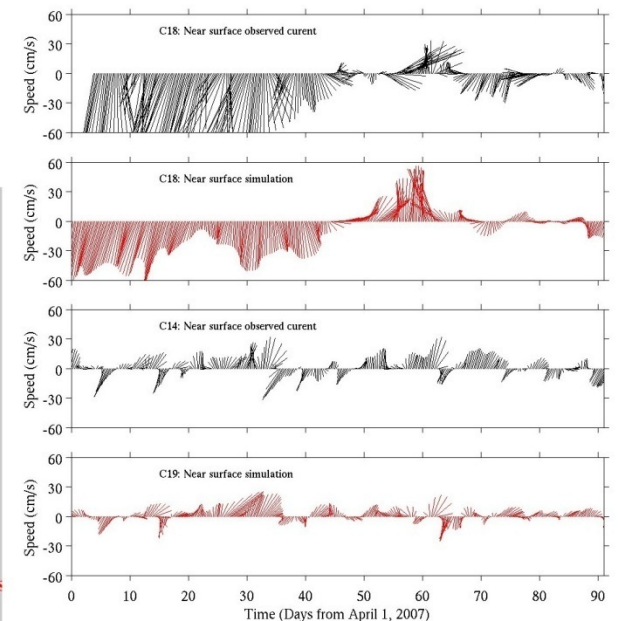 60
30
0
-30
-60
Speed (cm/s)
C18: Near surface observed curent
60
30
0
-30
-60
Speed (cm/s)
C18: Near surface simulation
60
30
0
-30
-60
Speed (cm/s)
C14: Near surface observed curent
60
30
0
-30
-60
Speed (cm/s)
C19: Near surface simulation
0 10 20 30 40 50 60 70 80 90
Time (Days from April 1, 2007)